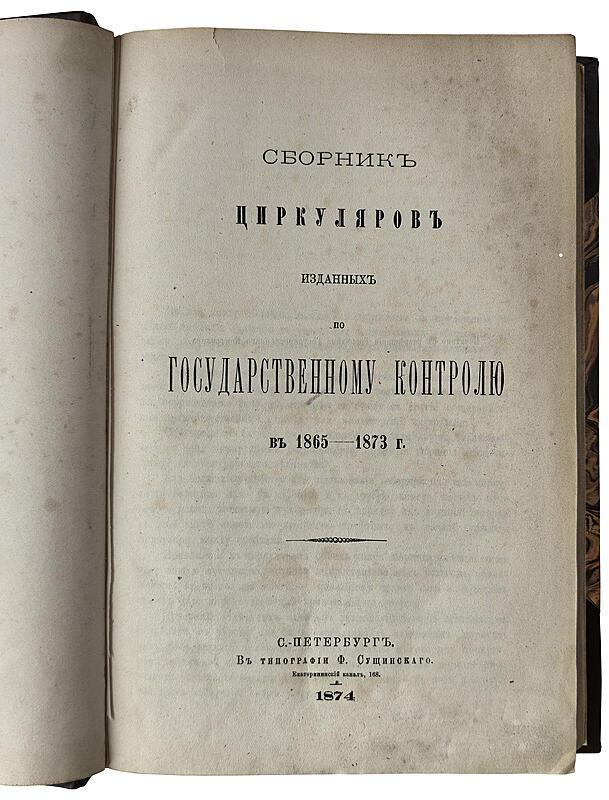 СБОРНИКЪ
ЦИРКУЛЯРОВЪ
ИЗДАННЫХЪ
ПО
ГОСУДАРСТВЕННОМУ КОНТРОЛЮ
въ 1865—1873 г.
С.-ПЕТЕРБУРГЪ.
Въ типографіи Ф. Сущинскаго.
Екатерининскій каналъ, 168.
1874